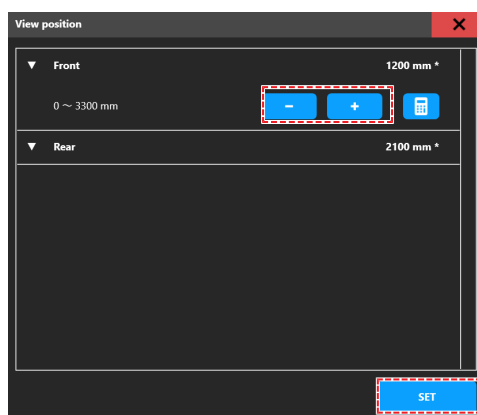 View position
▼ Front 1200 mm *
0 ～ 3300 mm - +
▼ Rear 2100 mm *
SET